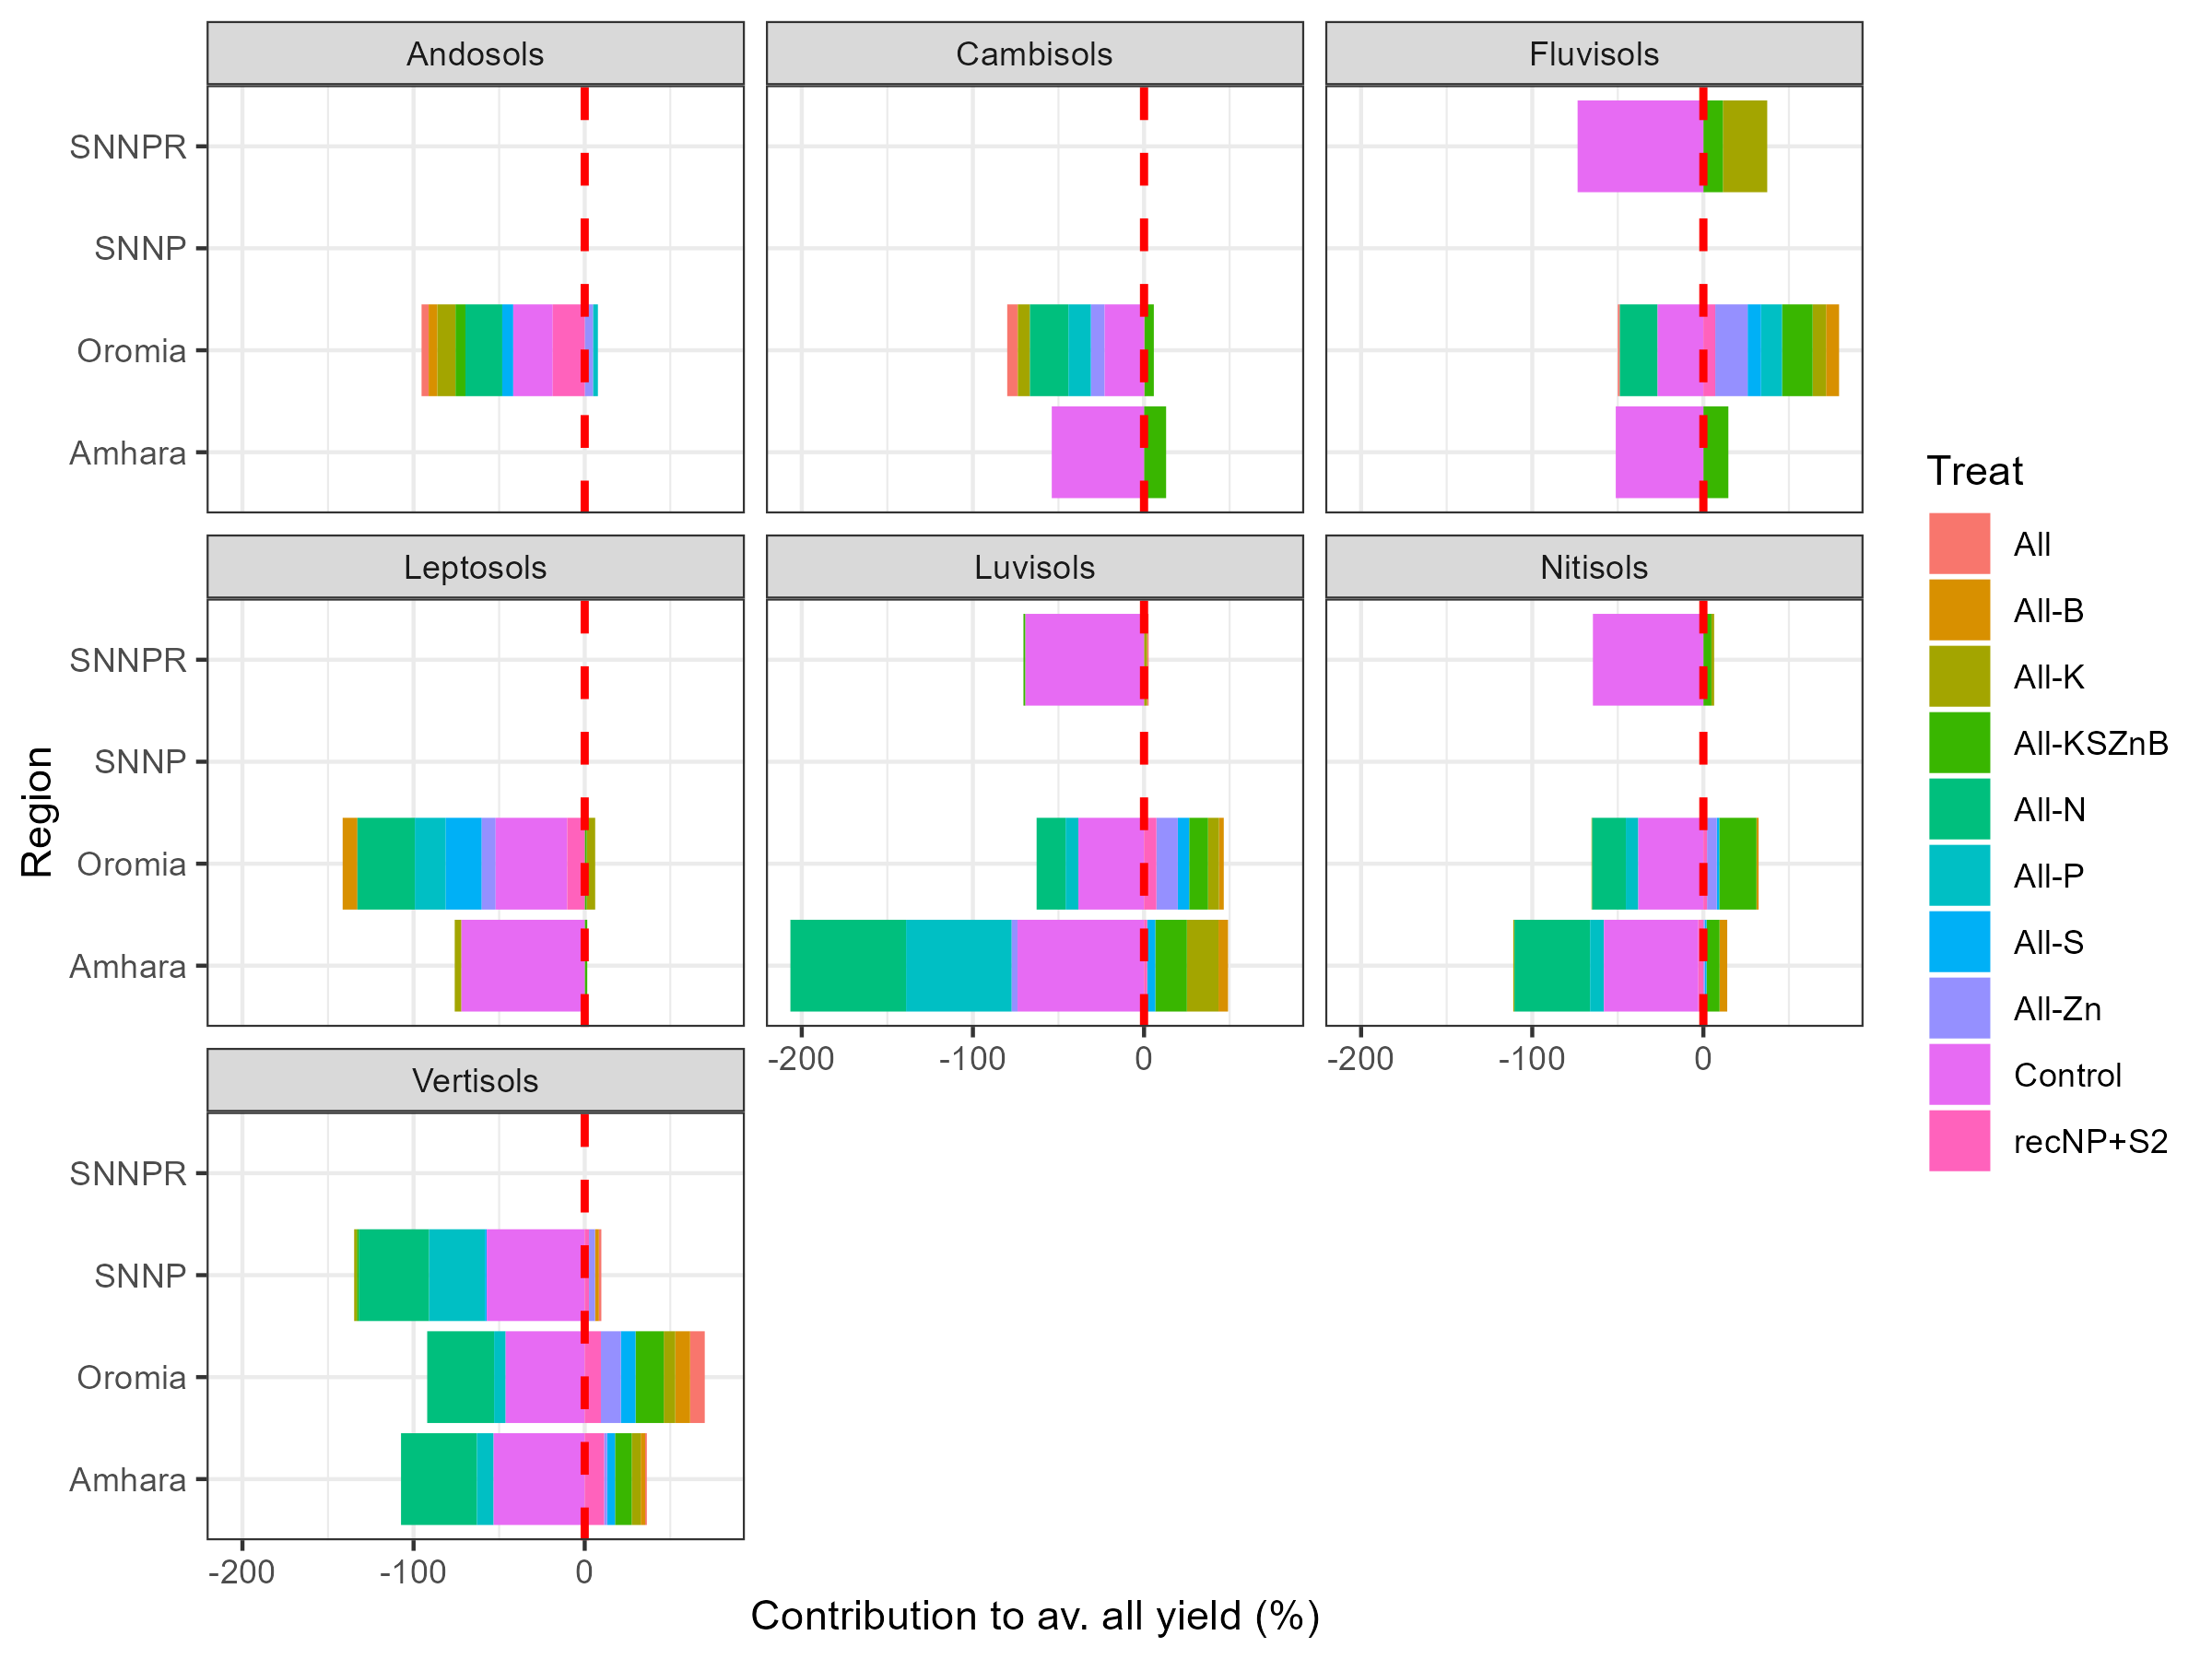 Andosols
Cambisols
Fluvisols
SNNPR
SNNP
Oromia
Amhara
Leptosols
Luvisols
Nitisols
SNNPR
SNNP
Oromia
Amhara
-200 -100 0
-200 -100 0
Vertisols
SNNPR
SNNP
Oromia
Amhara
-200 -100 0
Region
Contribution to av. all yield (%)
Treat
All
All-B
All-K
All-KSZnB
All-N
All-P
All-S
All-Zn
Control
recNP+S2